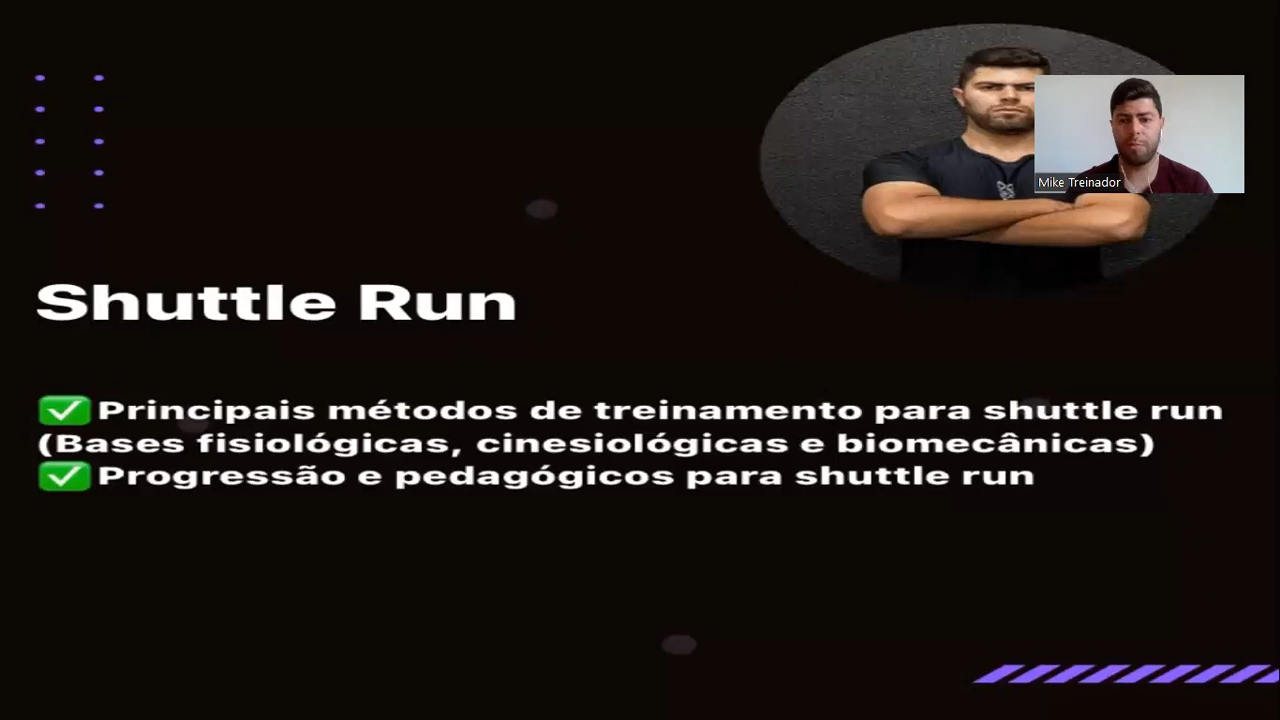 Mike Treinador
Shuttle Run
✅ Principais métodos de treinamento para shuttle run
(Bases fisiológicas, cinesiológicas e biomecânicas)
✅ Progressão e pedagógicos para shuttle run